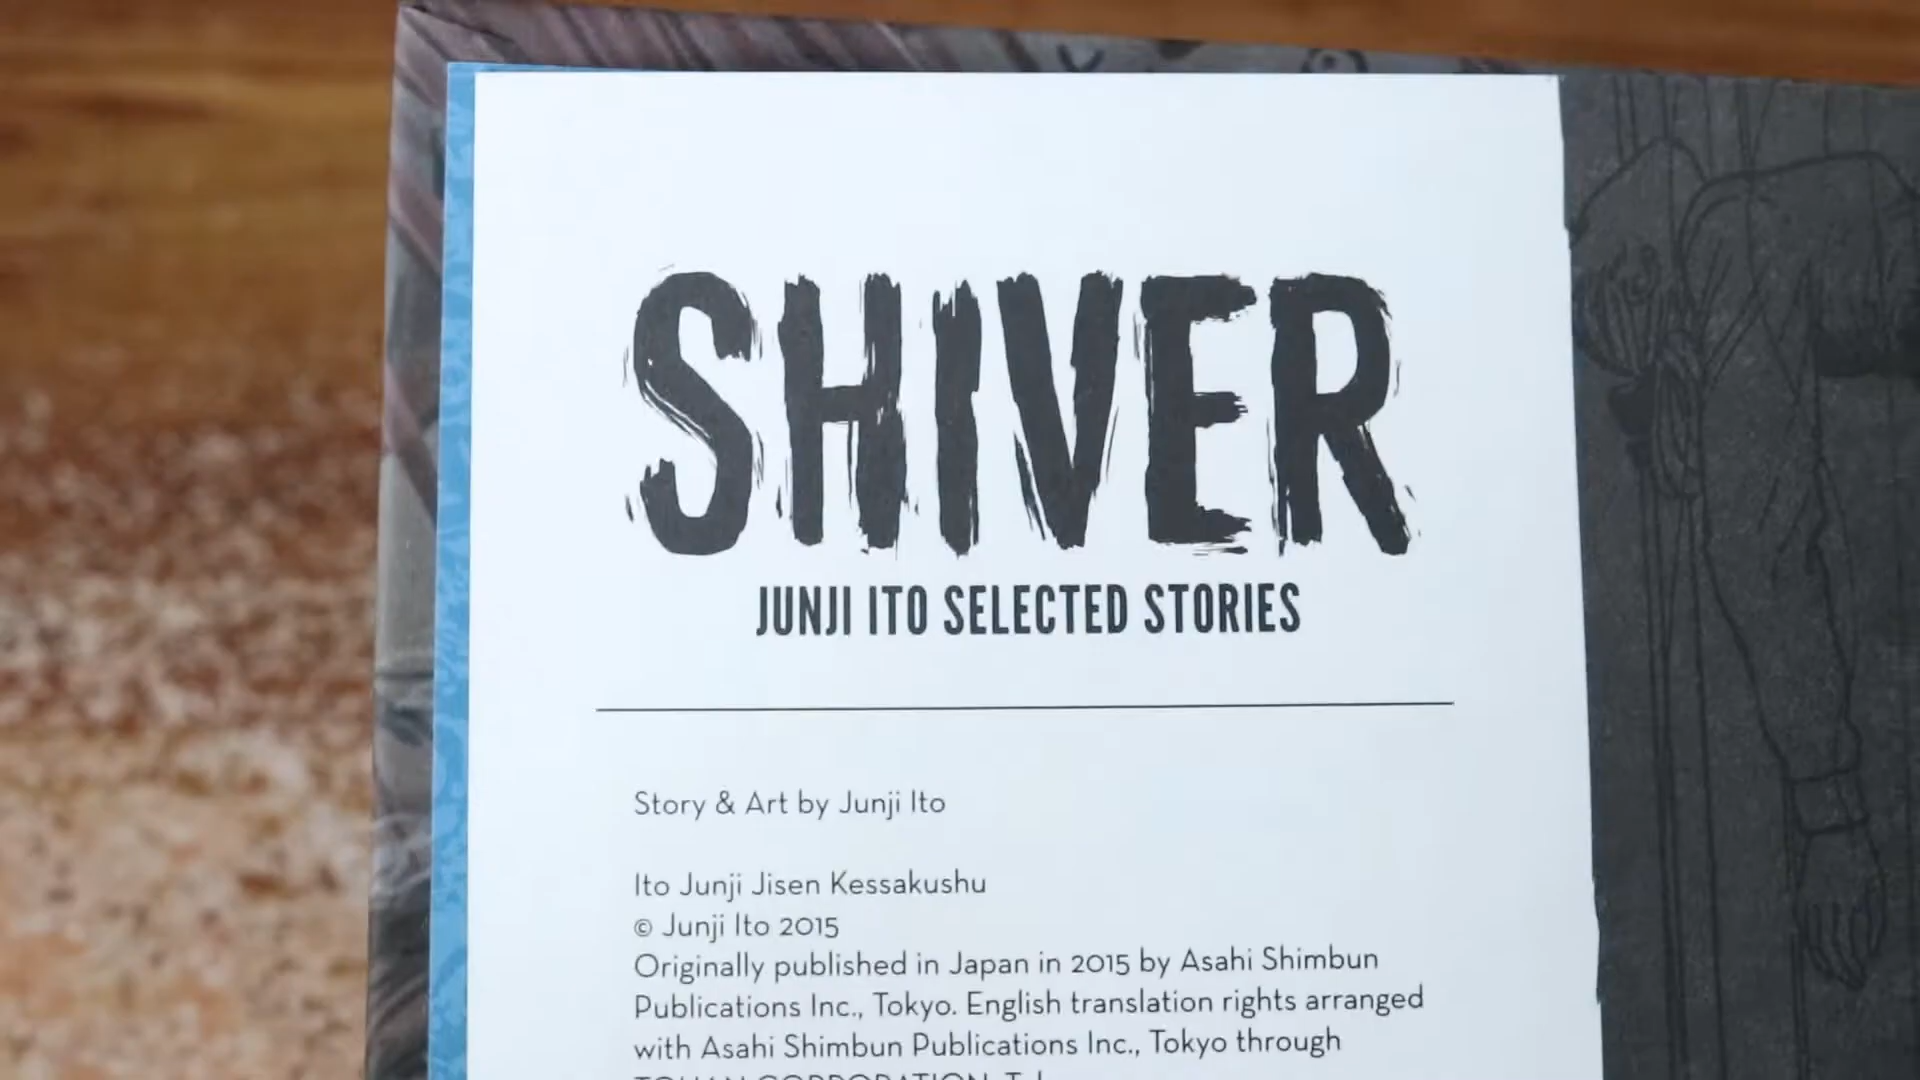 SHIVER
JUNJI ITO SELECTED STORIES
Story & Art by Junji Ito
Ito Junji Jisen Kessakushu
© Junji Ito 2015
Originally published in Japan in 2015 by Asahi Shimbun
Publications Inc., Tokyo. English translation rights arranged
with Asahi Shimbun Publications Inc., Tokyo through